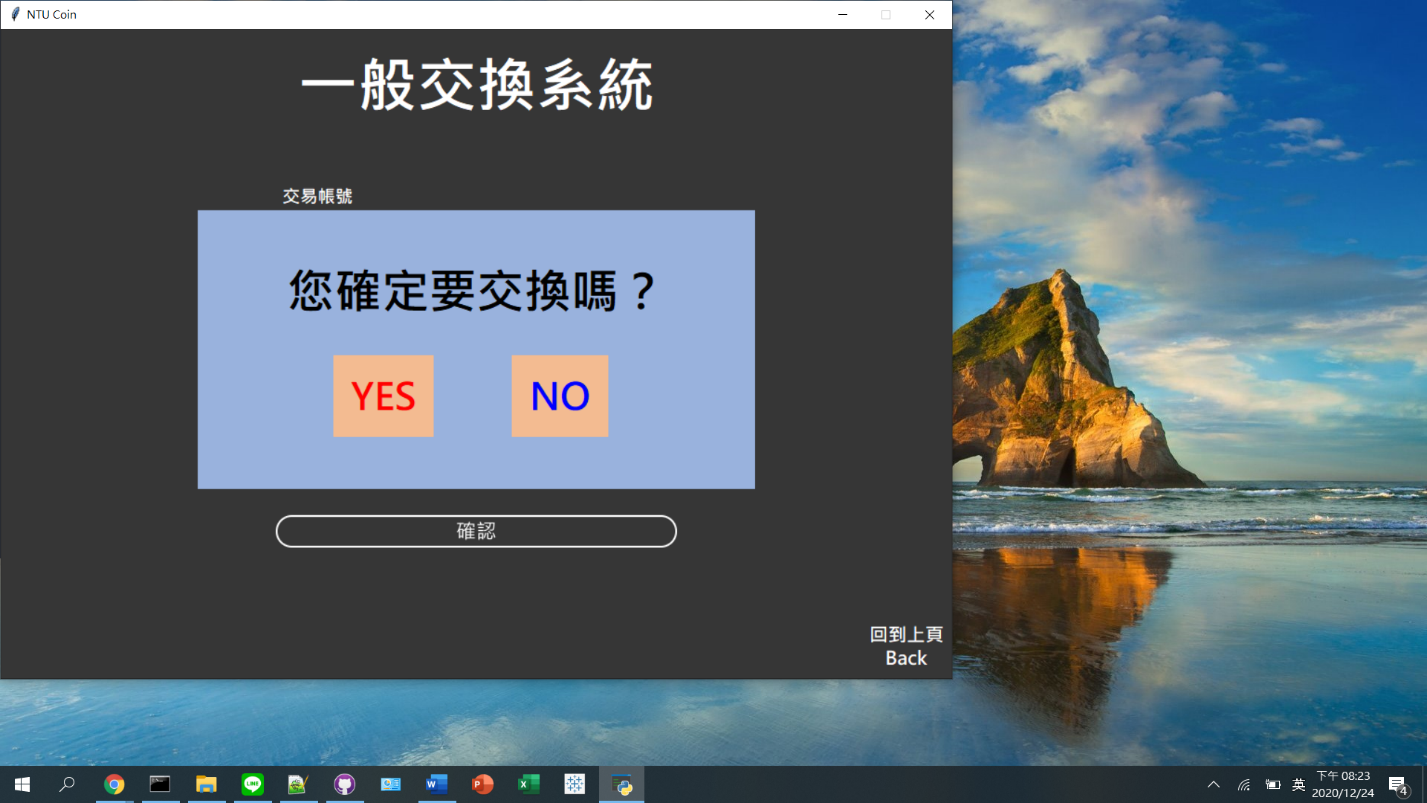 NTU Coin
一般交換系統
交易帳號
您確定要交換嗎？
YES
NO
確認
回到上頁
Back
英
下午 08:23
2020/12/24
4